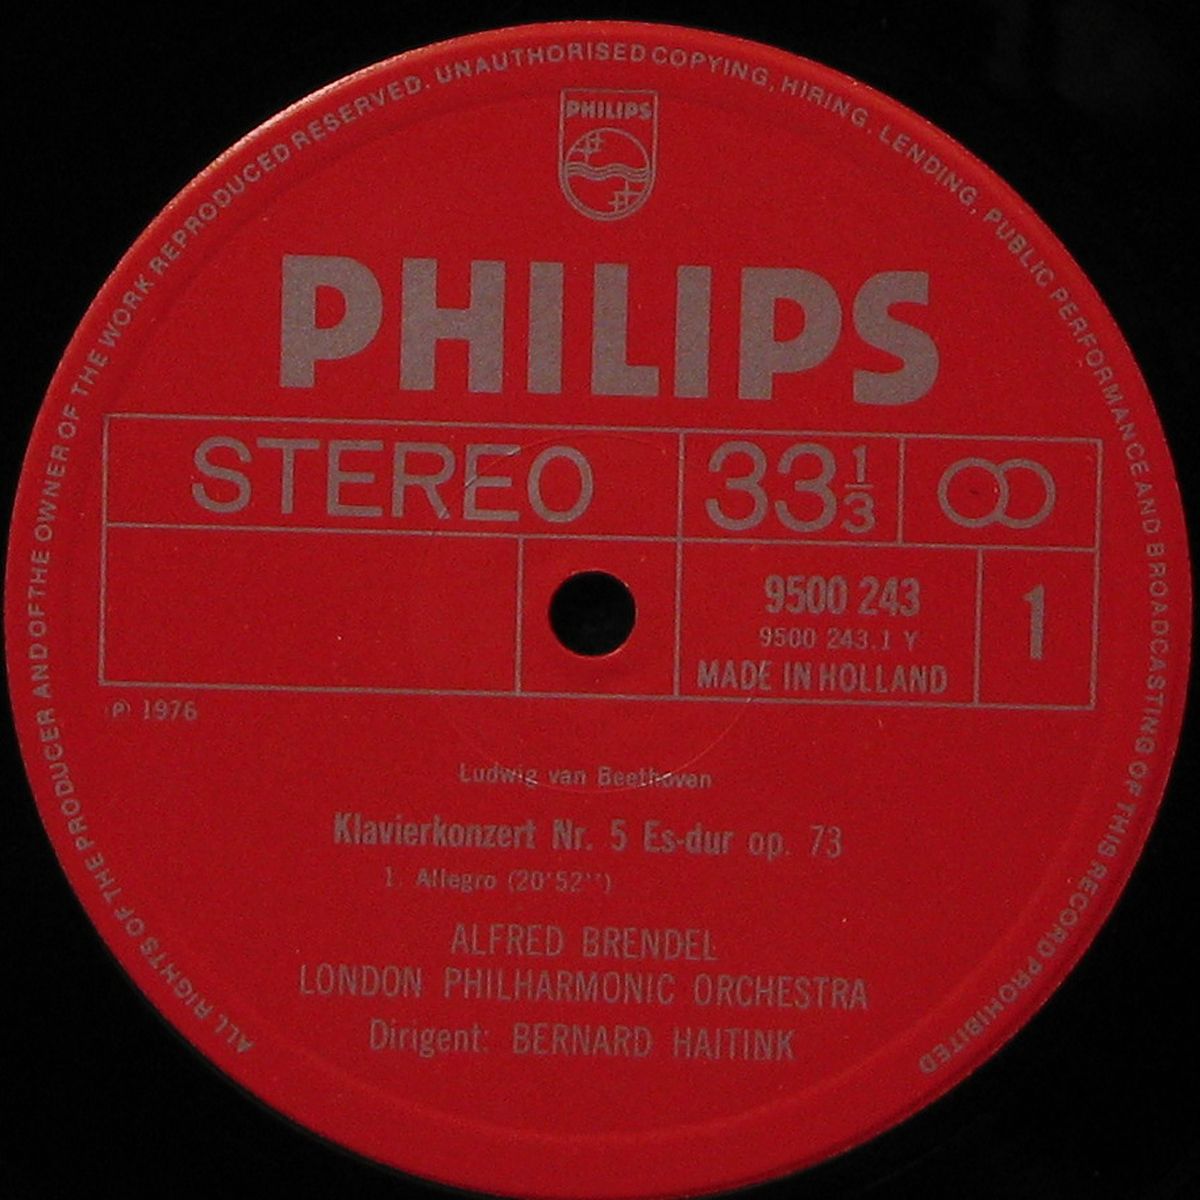 ALL RIGHTS OF THE PRODUCER AND OF THE OWNER OF THE WORK REPRODUCED RESERVED. UNAUTHORISED COPYING, HIRING, LENDING, PUBLIC PERFORMANCE AND BROADCASTING OF THIS RECORD PROHIBITED
PHILIPS
PHILIPS
STEREO 33 1/3
9500 243 1
9500 243.1 Y
MADE IN HOLLAND
℗ 1976
Ludwig van Beethoven
Klavierkonzert Nr. 5 Es-dur op. 73
1. Allegro (20'52'')
ALFRED BRENDEL
LONDON PHILHARMONIC ORCHESTRA
Dirigent: BERNARD HAITINK